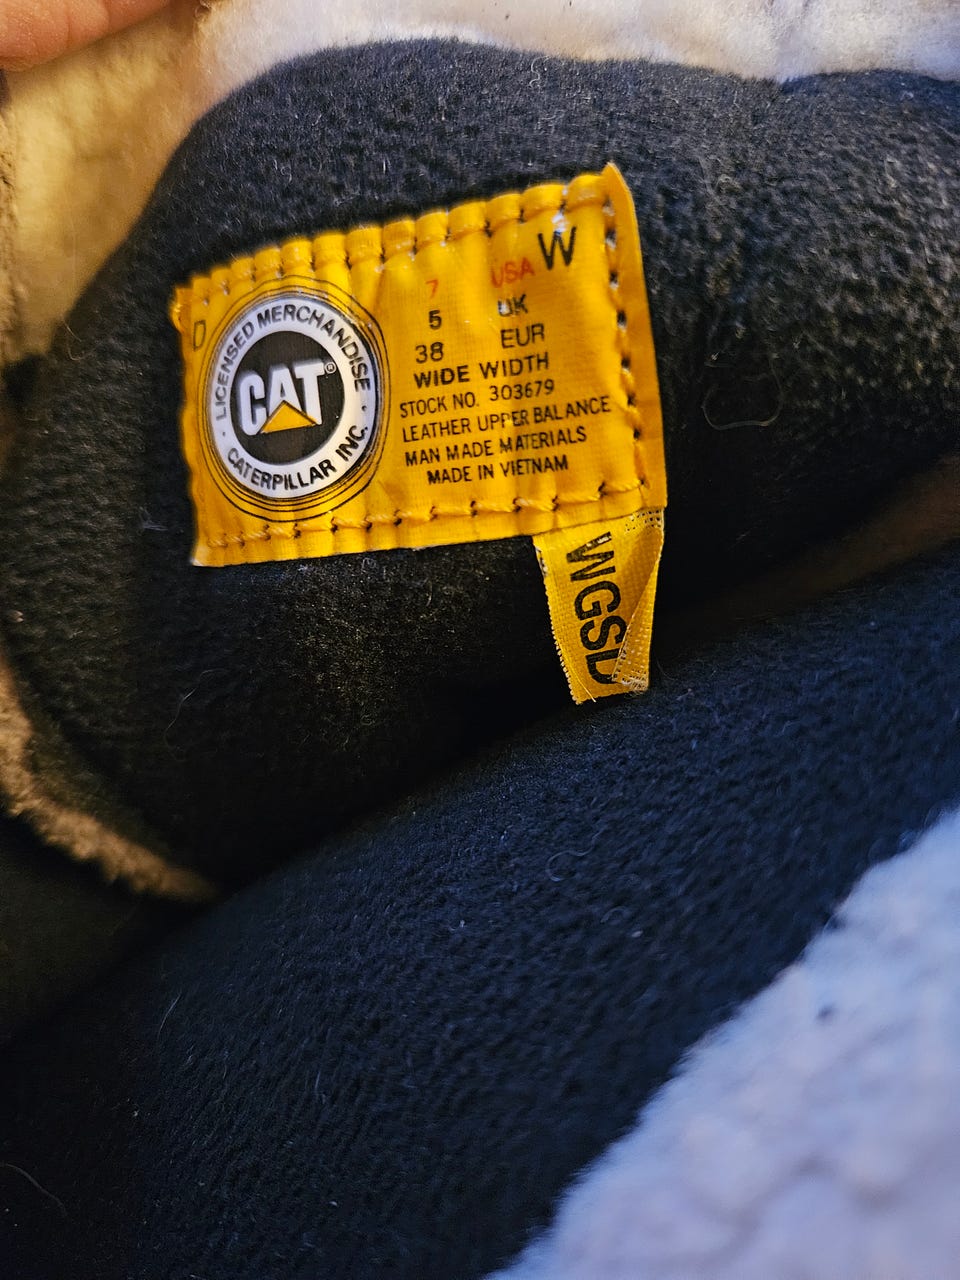 LICENSED MERCHANDISE
CAT®
CATERPILLAR INC.
D
7 USA W
5 UK
38 EUR
WIDE WIDTH
STOCK NO. 303679
LEATHER UPPER BALANCE
MAN MADE MATERIALS
MADE IN VIETNAM
WGSD